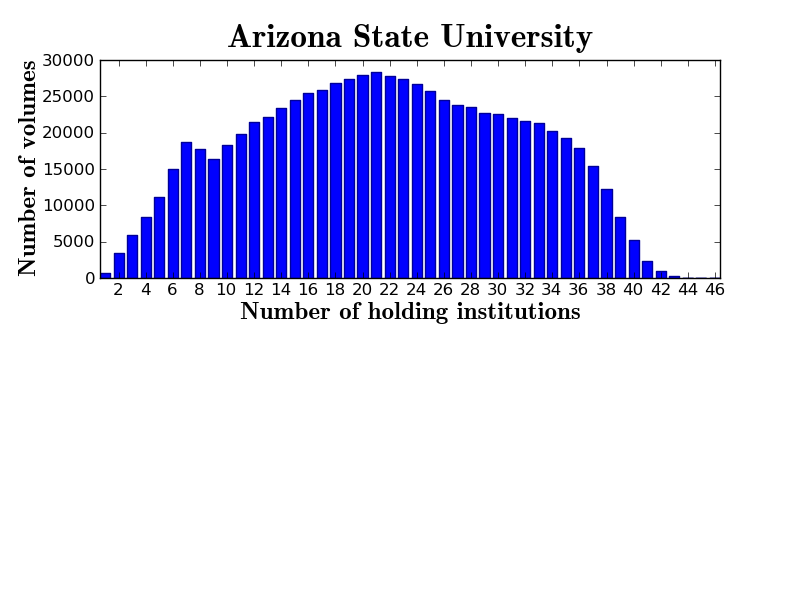 Arizona State University
Number of volumes
30000
25000
20000
15000
10000
5000
0
2 4 6 8 10 12 14 16 18 20 22 24 26 28 30 32 34 36 38 40 42 44 46
Number of holding institutions